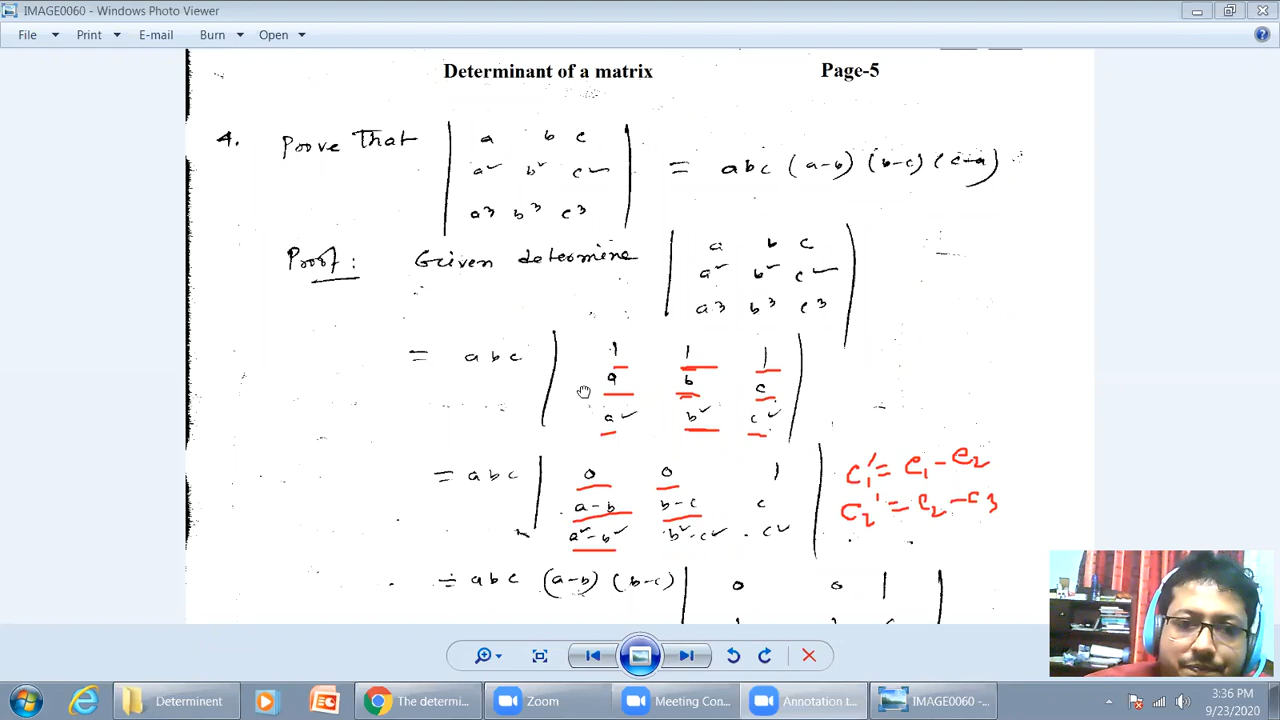 IMAGE0060 - Windows Photo Viewer
File Print E-mail Burn Open
Determinant of a matrix Page-5
4. Prove That | a b c | = abc (a-b) (b-c) (c-a)
| a² b² c² |
| a3 b3 c3 |
Proof: Given determine | a b c |
| a² b² c² |
| a3 b3 c3 |
= abc | 1 1 1 |
| a b c |
| a² b² c² |
= abc | 0 0 1 | C₁' = C₁ - C₂
| a-b b-c c | C₂' = C₂ - C3
| a²-b² b²-c² c² |
= abc (a-b) (b-c) | 0 0 1 |
Determinent
The determi...
Zoom
Meeting Con...
Annotation t...
IMAGE0060 - ...
3:36 PM
9/23/2020